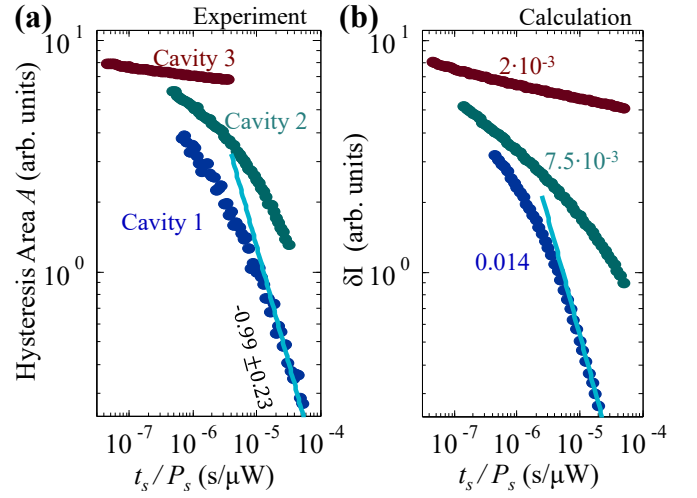 (a)
Experiment
10^1
Cavity 3
Cavity 2
Cavity 1
-0.99 ±0.23
10^0
Hysteresis Area A (arb. units)
10^-7
10^-6
10^-5
10^-4
t_s / P_s (s/μW)
(b)
Calculation
10^1
2·10^-3
7.5·10^-3
0.014
10^0
δI (arb. units)
10^-7
10^-6
10^-5
10^-4
t_s / P_s (s/μW)